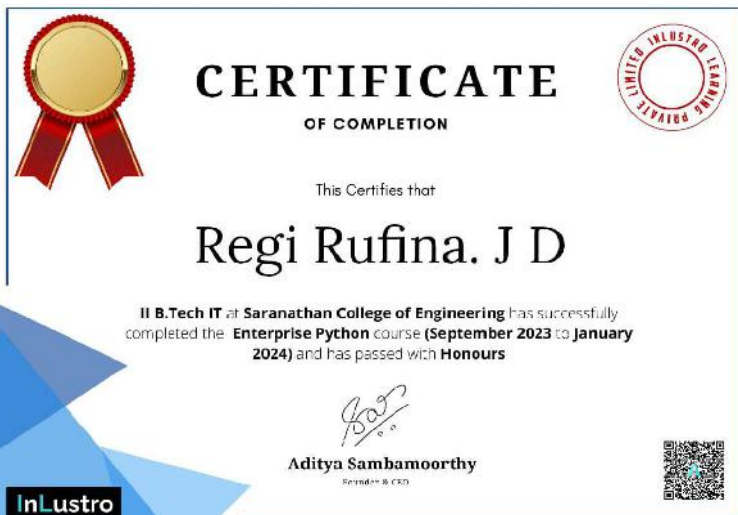 CERTIFICATE
OF COMPLETION
INLUSTRO LEARNING PRIVATE LIMITED
This Certifies that
Regi Rufina. J D
II B.Tech IT at Saranathan College of Engineering has successfully
completed the Enterprise Python course (September 2023 to January
2024) and has passed with Honours
Aditya Sambamoorthy
Founder & CEO
InLustro